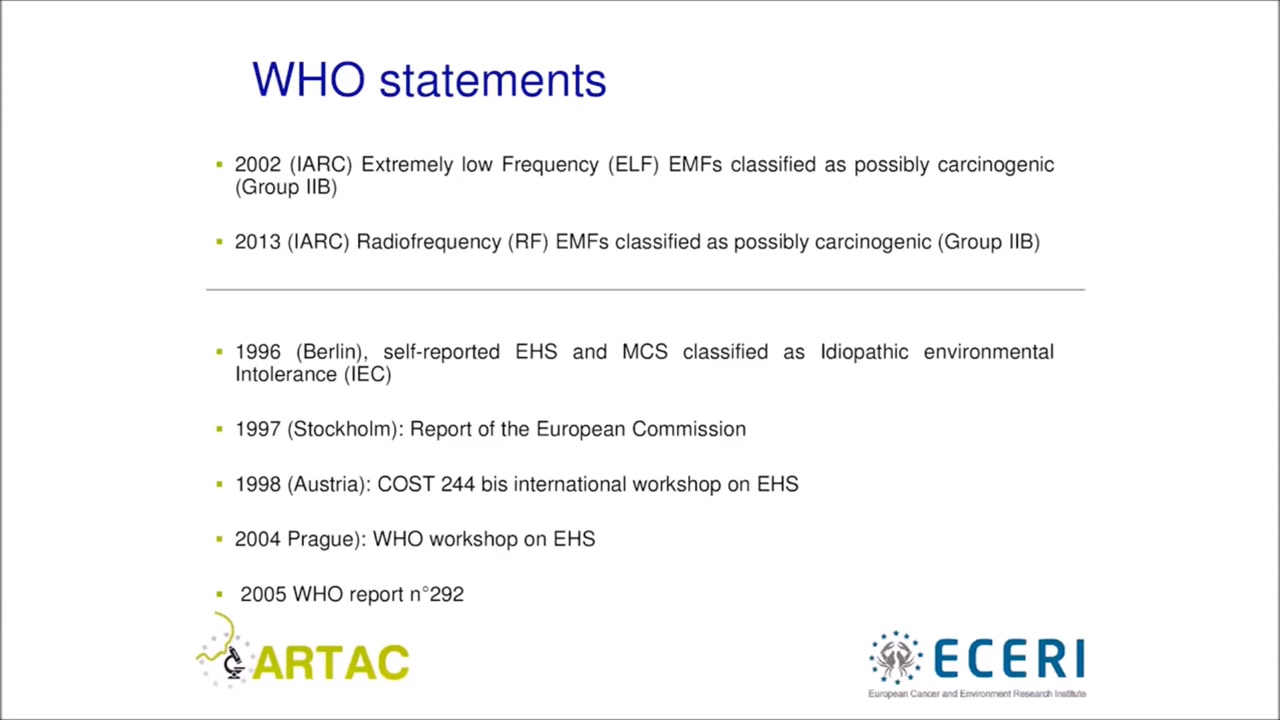 WHO statements
2002 (IARC) Extremely low Frequency (ELF) EMFs classified as possibly carcinogenic
(Group IIB)
2013 (IARC) Radiofrequency (RF) EMFs classified as possibly carcinogenic (Group IIB)
1996 (Berlin), self-reported EHS and MCS classified as Idiopathic environmental
Intolerance (IEC)
1997 (Stockholm): Report of the European Commission
1998 (Austria): COST 244 bis international workshop on EHS
2004 Prague): WHO workshop on EHS
2005 WHO report n°292
ARTAC
ECERI
European Cancer and Environment Research Institute